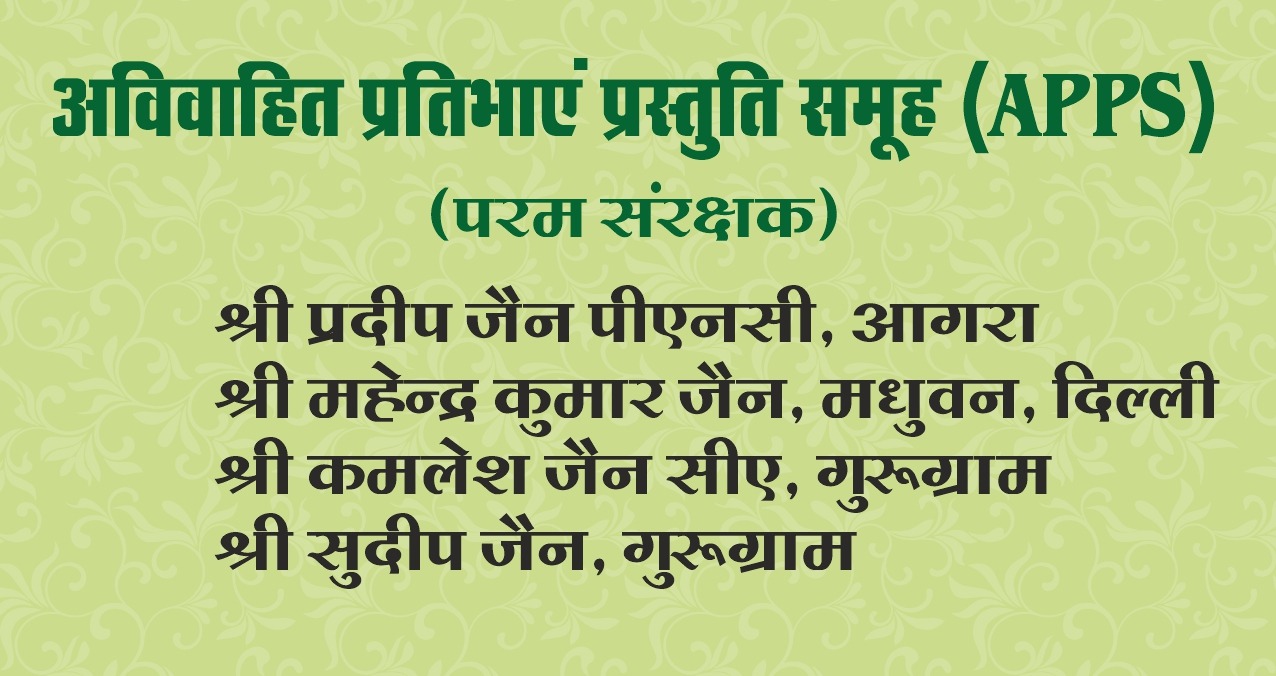 अविवाहित प्रतिभाएं प्रस्तुति समूह (APPS)
(परम संरक्षक)
श्री प्रदीप जैन पीएनसी, आगरा
श्री महेन्द्र कुमार जैन, मधुवन, दिल्ली
श्री कमलेश जैन सीए, गुरूग्राम
श्री सुदीप जैन, गुरूग्राम